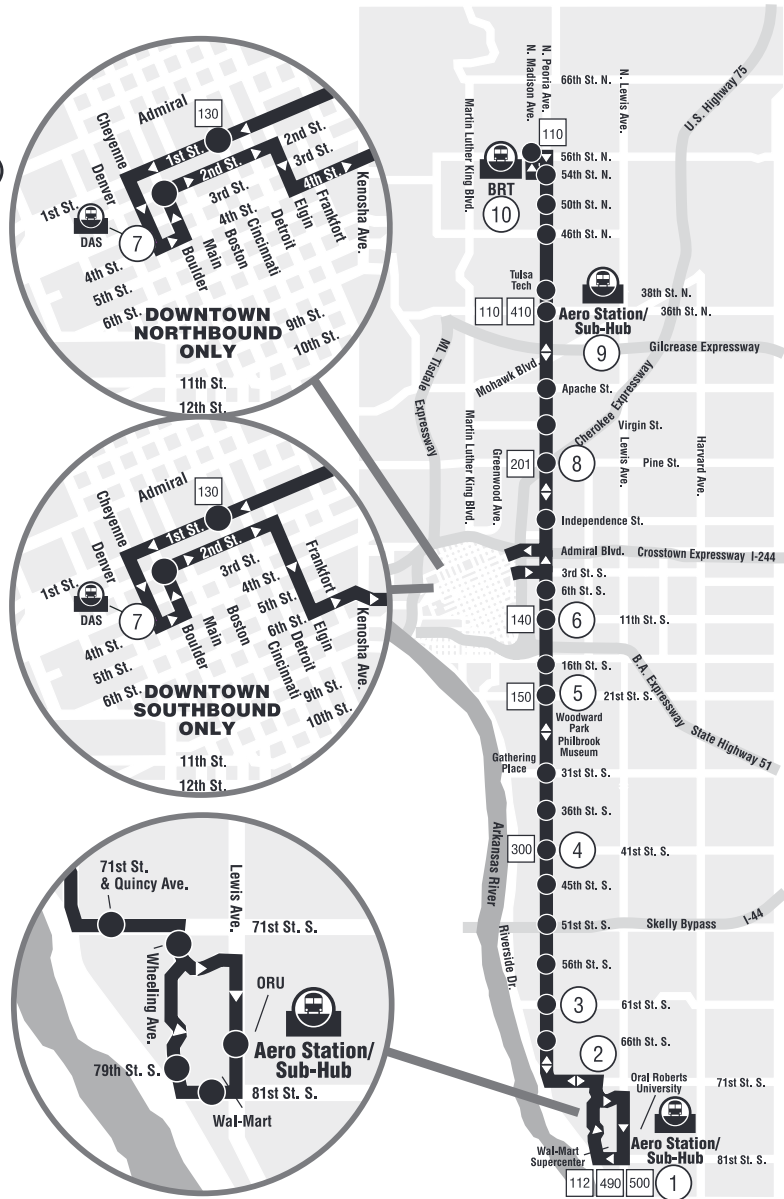 Cheyenne
Denver
Admiral
130
1st St.
2nd St.
2nd St.
3rd St.
4th St.
Kenosha Ave.
Frankfort
Elgin
Detroit
Cincinnati
Boston
Main
Boulder
3rd St.
4th St.
1st St.
DAS
7
4th St.
5th St.
6th St.
DOWNTOWN
NORTHBOUND
ONLY
9th St.
10th St.
11th St.
12th St.
Cheyenne
Denver
Admiral
130
1st St.
2nd St.
3rd St.
4th St.
5th St.
6th St.
Frankfort
Elgin
Kenosha Ave.
Detroit
Cincinnati
Boston
Main
Boulder
1st St.
DAS
7
4th St.
5th St.
6th St.
DOWNTOWN
SOUTHBOUND
ONLY
9th St.
10th St.
11th St.
12th St.
71st St.
& Quincy Ave.
Lewis Ave.
71st St. S.
Wheeling Ave.
ORU
Aero Station/
Sub-Hub
79th St. S.
81st St. S.
Wal-Mart
N. Madison Ave.
N. Peoria Ave.
N. Lewis Ave.
66th St. N.
U.S. Highway 75
Martin Luther King Blvd.
110
BRT
10
56th St. N.
54th St. N.
50th St. N.
46th St. N.
Tulsa
Tech
38th St. N.
110
410
Aero Station/
Sub-Hub
36th St. N.
9
Gilcrease Expressway
ML Tisdale
Expressway
Mohawk Blvd.
Apache St.
Cherokee Expressway
Virgin St.
Martin Luther King Blvd.
Greenwood Ave.
201
8
Lewis Ave.
Pine St.
Harvard Ave.
Independence St.
Admiral Blvd.
Crosstown Expressway I-244
3rd St. S.
6th St. S.
140
6
11th St. S.
16th St. S.
B.A. Expressway
State Highway 51
150
5
21st St. S.
Woodward
Park
Philbrook
Museum
Gathering
Place
31st St. S.
36th St. S.
Arkansas River
300
4
41st St. S.
45th St. S.
51st St. S.
Skelly Bypass
I-44
Riverside Dr.
56th St. S.
3
61st St. S.
66th St. S.
2
71st St. S.
Oral Roberts
University
Aero Station/
Sub-Hub
Wal-Mart
Supercenter
81st St. S.
112
490
500
1